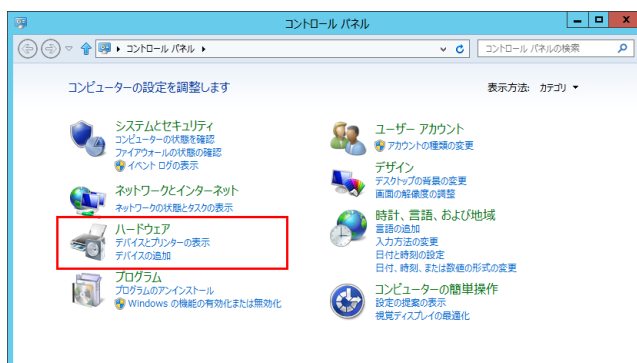 コントロール パネル
コントロール パネル
コントロール パネルの検索
コンピューターの設定を調整します
表示方法: カテゴリ
システムとセキュリティ
コンピューターの状態を確認
ファイアウォールの状態の確認
イベント ログの表示
ネットワークとインターネット
ネットワークの状態とタスクの表示
ハードウェア
デバイスとプリンターの表示
デバイスの追加
プログラム
プログラムのアンインストール
Windows の機能の有効化または無効化
ユーザー アカウント
アカウントの種類の変更
デザイン
デスクトップの背景の変更
画面の解像度の調整
時計、言語、および地域
言語の追加
入力方法の変更
日付と時刻の設定
日付、時刻、または数値の形式の変更
コンピューターの簡単操作
設定の提案の表示
視覚ディスプレイの最適化